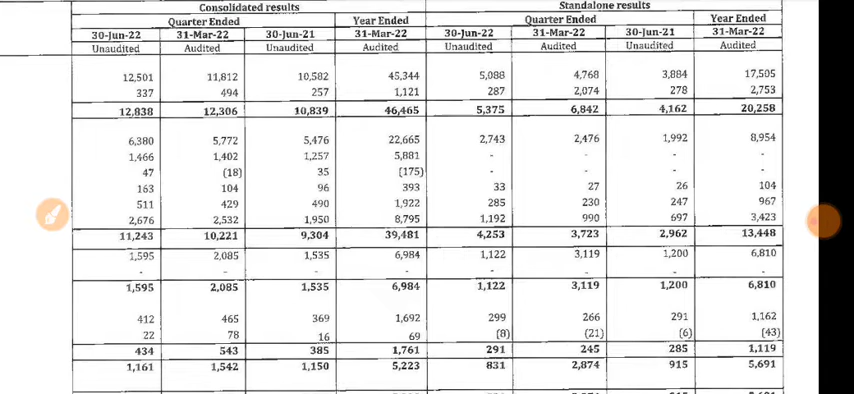 Consolidated results Standalone results
Quarter Ended Year Ended Quarter Ended Year Ended
30-Jun-22 31-Mar-22 30-Jun-21 31-Mar-22 30-Jun-22 31-Mar-22 30-Jun-21 31-Mar-22
Unaudited Audited Unaudited Audited Unaudited Audited Unaudited Audited
12,501 11,812 10,582 45,344 5,088 4,768 3,884 17,505
337 494 257 1,121 287 2,074 278 2,753
12,838 12,306 10,839 46,465 5,375 6,842 4,162 20,258
6,380 5,772 5,476 22,665 2,743 2,476 1,992 8,954
1,466 1,402 1,257 5,881 - - - -
47 (18) 35 (175) - - - -
163 104 96 393 33 27 26 104
511 429 490 1,922 285 230 247 967
2,676 2,532 1,950 8,795 1,192 990 697 3,423
11,243 10,221 9,304 39,481 4,253 3,723 2,962 13,448
1,595 2,085 1,535 6,984 1,122 3,119 1,200 6,810
- - - - - - - -
1,595 2,085 1,535 6,984 1,122 3,119 1,200 6,810
412 465 369 1,692 299 266 291 1,162
22 78 16 69 (8) (21) (6) (43)
434 543 385 1,761 291 245 285 1,119
1,161 1,542 1,150 5,223 831 2,874 915 5,691